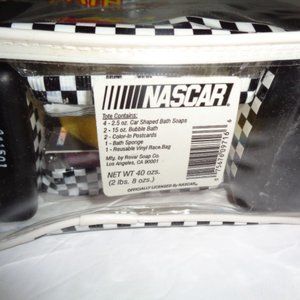 NASCAR
Tote Contains:
4 - 2.5 oz. Car Shaped Bath Soaps
2 - 15 oz. Bubble Bath
2 - Color-In Postcards
1 - Bath Sponge
1 - Reusable Vinyl Race Bag
Mfg. by Rovar Soap Co.
Los Angeles, CA 90001
NET WT 40 ozs.
(2 lbs. 8 ozs.)
OFFICIALLY LICENSED BY NASCAR